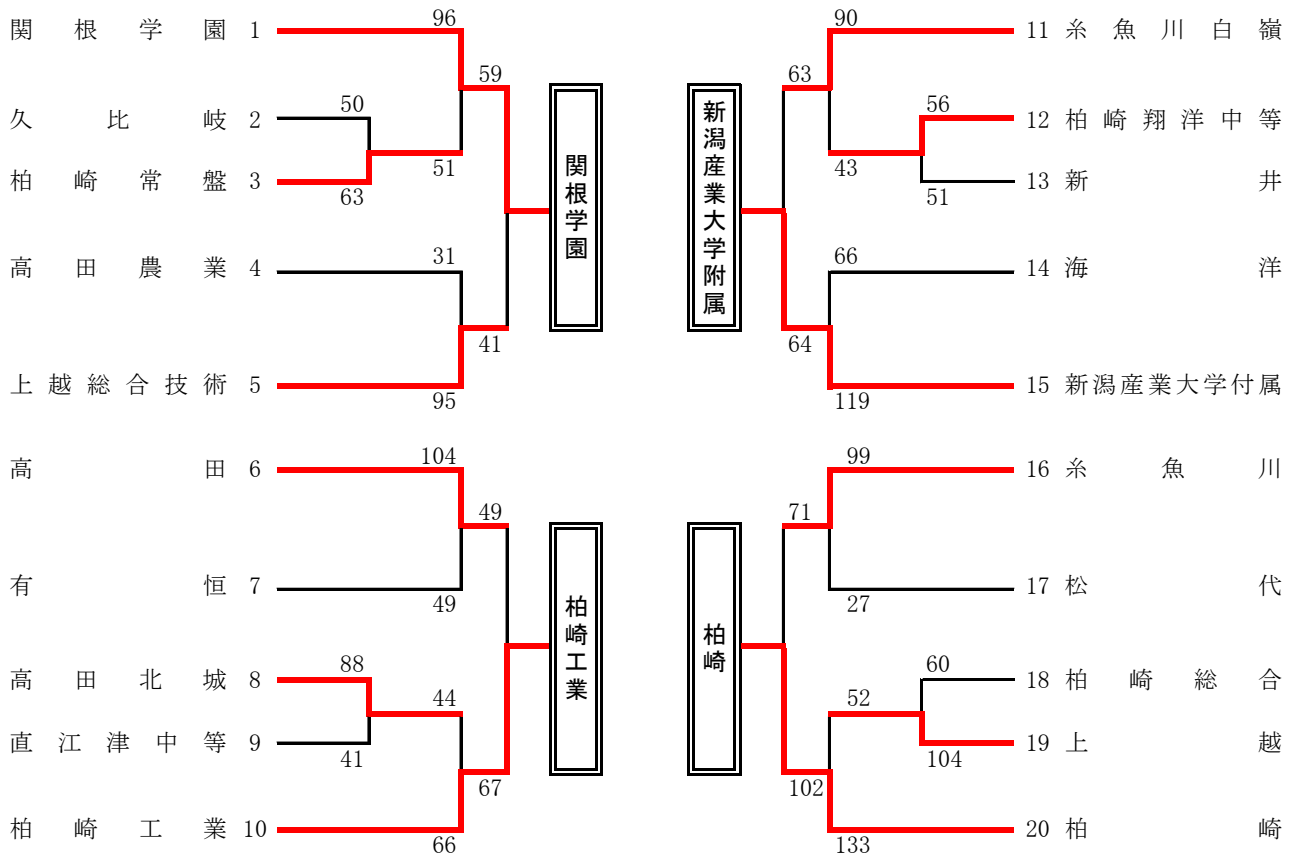 関根学園 1
96
59
久比岐 2
50
51
柏崎常盤 3
63
高田農業 4
31
41
上越総合技術 5
95
関根学園
高田 6
104
49
有恒 7
49
高田北城 8
88
44
直江津中等 9
41
67
柏崎工業 10
66
柏崎工業
90
11 糸魚川白嶺
63
56
12 柏崎翔洋中等
43
51
13 新井
66
14 海洋
64
119
15 新潟産業大学付属
新潟産業大学附属
99
16 糸魚川
71
27
17 松代
60
18 柏崎総合
52
104
19 上越
102
133
20 柏崎
柏崎